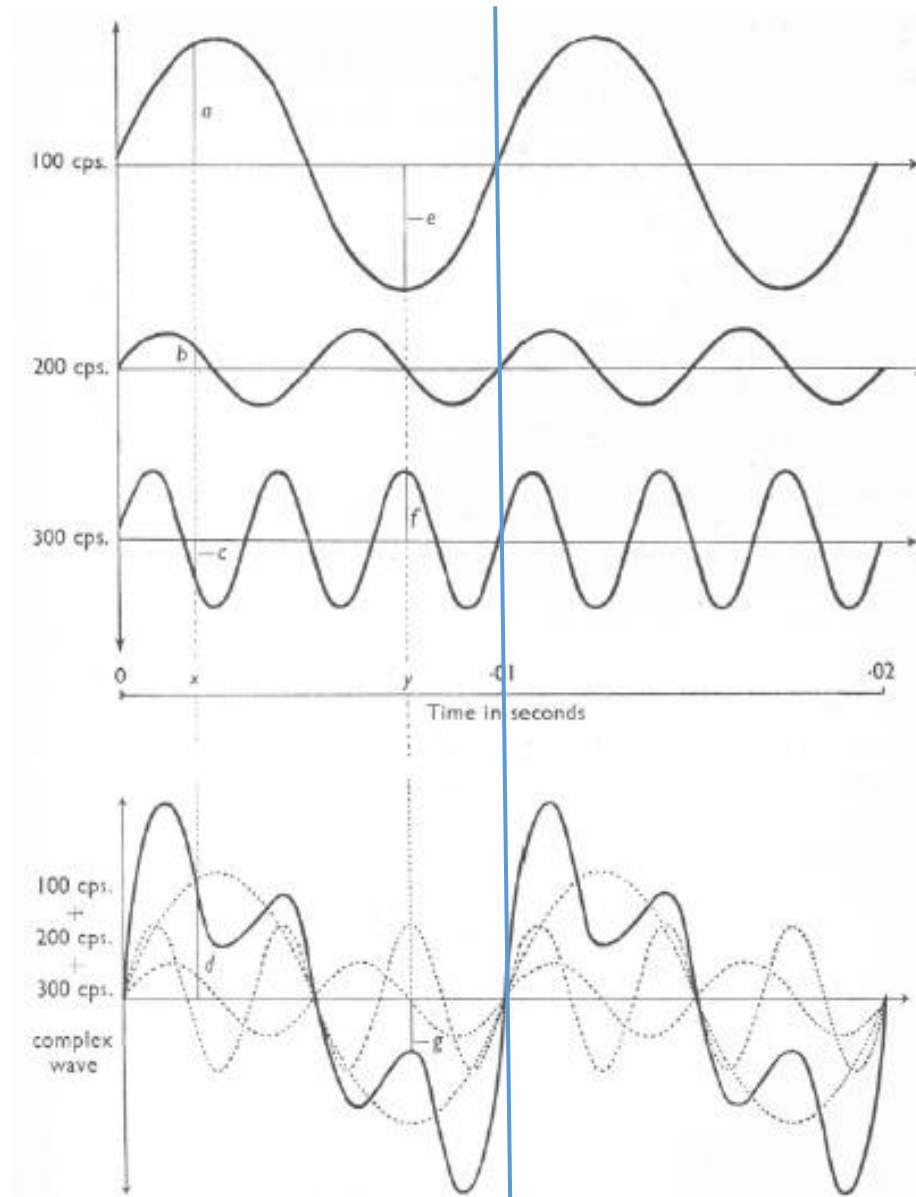 a
100 cps.
–e
b
200 cps.
f
300 cps.
–c
0 x y ·01 ·02
Time in seconds
100 cps.
+
200 cps.
+
d
300 cps.
complex
–g
wave